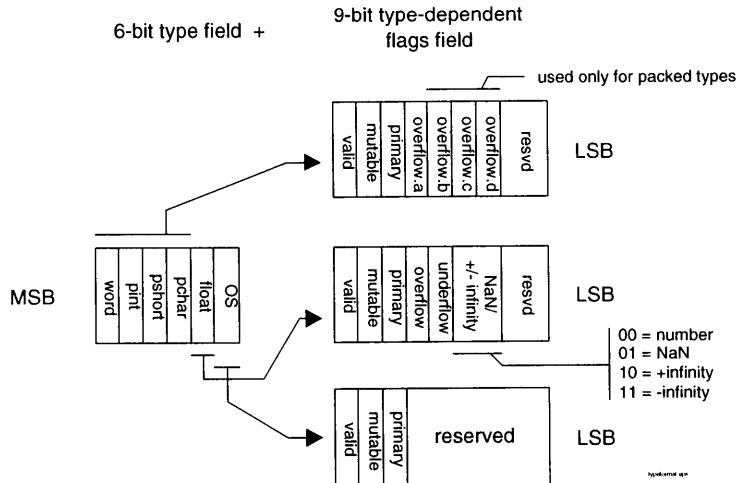 6-bit type field +
9-bit type-dependent
flags field
used only for packed types
valid
mutable
primary
overflow.a
overflow.b
overflow.c
overflow.d
resvd
LSB
MSB
word
pint
pshort
pchar
float
OS
valid
mutable
primary
overflow
underflow
NaN/
+/- infinity
resvd
LSB
00 = number
01 = NaN
10 = +infinity
11 = -infinity
valid
mutable
primary
reserved
LSB